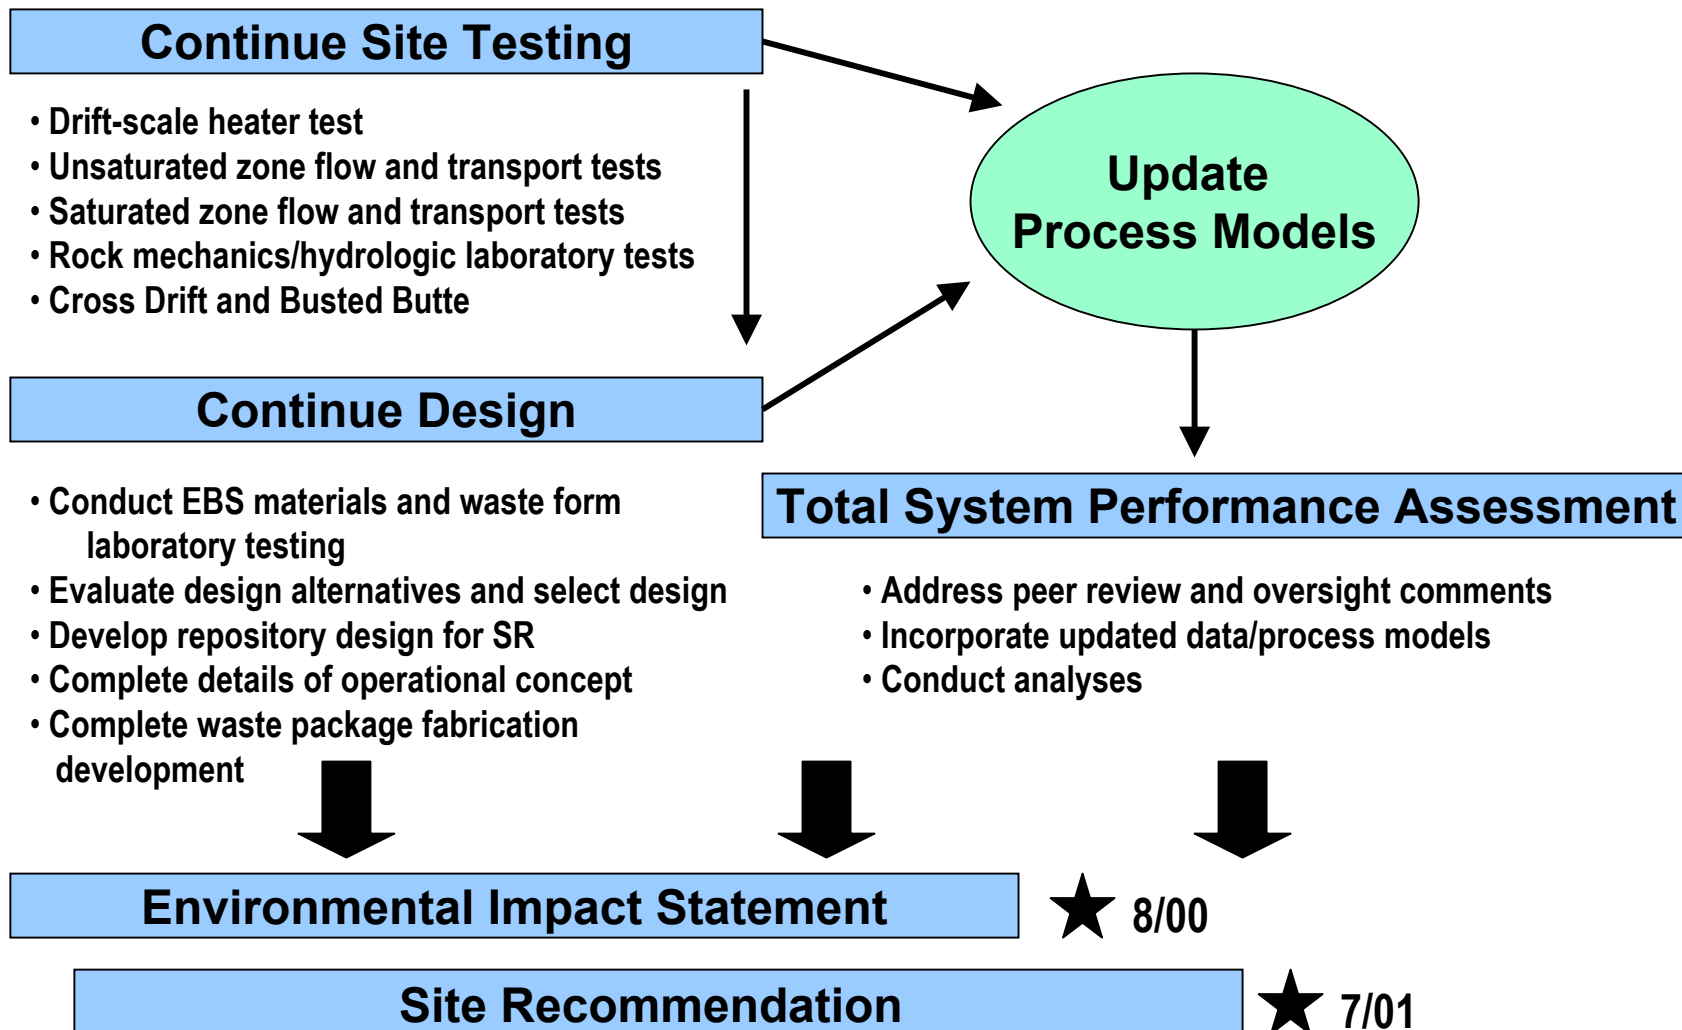 Continue Site Testing
• Drift-scale heater test
• Unsaturated zone flow and transport tests
• Saturated zone flow and transport tests
• Rock mechanics/hydrologic laboratory tests
• Cross Drift and Busted Butte
Update
Process Models
Continue Design
• Conduct EBS materials and waste form
laboratory testing
• Evaluate design alternatives and select design
• Develop repository design for SR
• Complete details of operational concept
• Complete waste package fabrication
development
Total System Performance Assessment
• Address peer review and oversight comments
• Incorporate updated data/process models
• Conduct analyses
Environmental Impact Statement
8/00
Site Recommendation
7/01